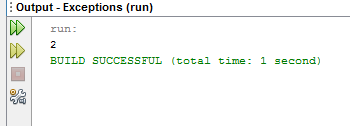 Output - Exceptions (run)
run:
2
BUILD SUCCESSFUL (total time: 1 second)